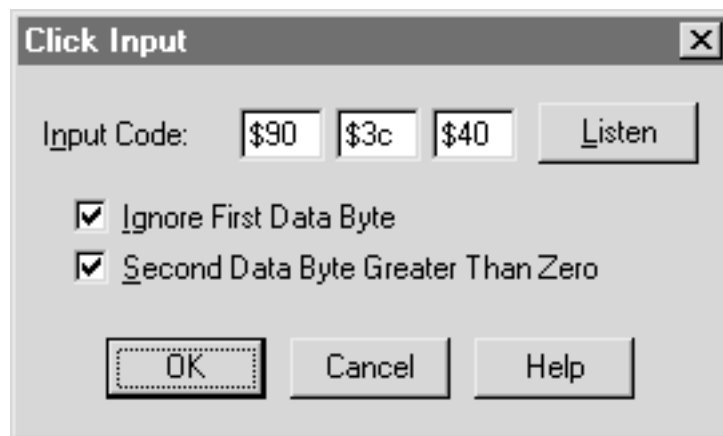 Click Input
Input Code: $90 $3c $40 Listen
Ignore First Data Byte
Second Data Byte Greater Than Zero
OK Cancel Help